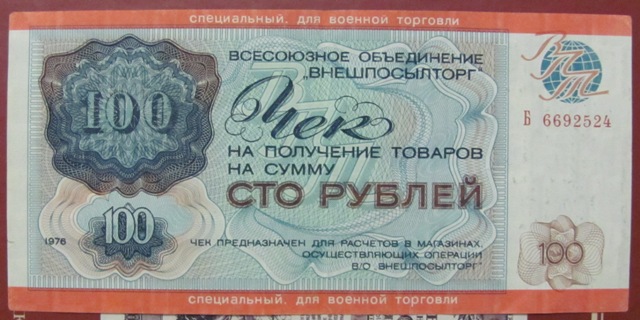 специальный, для военной торговли
ВСЕСОЮЗНОЕ ОБЪЕДИНЕНИЕ
„ВНЕШПОСЫЛТОРГ"
ВПТ
100
Чек
Б 6692524
НА ПОЛУЧЕНИЕ ТОВАРОВ
НА СУММУ
СТО РУБЛЕЙ
1976
100
ЧЕК ПРЕДНАЗНАЧЕН ДЛЯ РАСЧЕТОВ В МАГАЗИНАХ,
ОСУЩЕСТВЛЯЮЩИХ ОПЕРАЦИИ
В/О ВНЕШПОСЫЛТОРГ"
100
специальный, для военной торговли